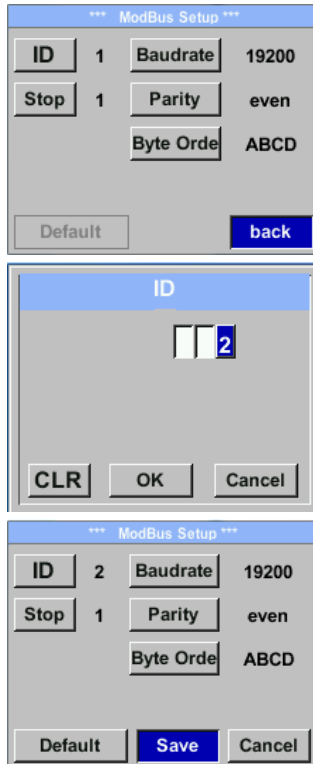 *** ModBus Setup ***
ID 1 Baudrate 19200
Stop 1 Parity even
Byte Orde ABCD
Default back
ID
2
CLR OK Cancel
*** ModBus Setup ***
ID 2 Baudrate 19200
Stop 1 Parity even
Byte Orde ABCD
Default Save Cancel